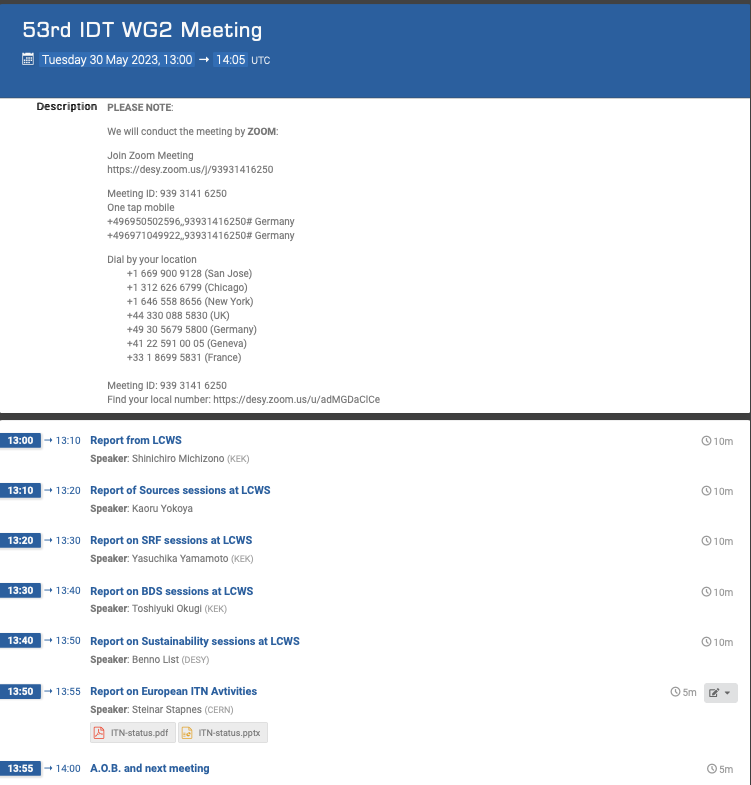 53rd IDT WG2 Meeting
Tuesday 30 May 2023, 13:00 → 14:05 UTC
Description PLEASE NOTE:
We will conduct the meeting by ZOOM:
Join Zoom Meeting
https://desy.zoom.us/j/93931416250
Meeting ID: 939 3141 6250
One tap mobile
+496950502596,,93931416250# Germany
+496971049922,,93931416250# Germany
Dial by your location
+1 669 900 9128 (San Jose)
+1 312 626 6799 (Chicago)
+1 646 558 8656 (New York)
+44 330 088 5830 (UK)
+49 30 5679 5800 (Germany)
+41 22 591 00 05 (Geneva)
+33 1 8699 5831 (France)
Meeting ID: 939 3141 6250
Find your local number: https://desy.zoom.us/u/adMGDaClCe
13:00 → 13:10 Report from LCWS 10m
Speaker: Shinichiro Michizono (KEK)
13:10 → 13:20 Report of Sources sessions at LCWS 10m
Speaker: Kaoru Yokoya
13:20 → 13:30 Report on SRF sessions at LCWS 10m
Speaker: Yasuchika Yamamoto (KEK)
13:30 → 13:40 Report on BDS sessions at LCWS 10m
Speaker: Toshiyuki Okugi (KEK)
13:40 → 13:50 Report on Sustainability sessions at LCWS 10m
Speaker: Benno List (DESY)
13:50 → 13:55 Report on European ITN Avtivities 5m
Speaker: Steinar Stapnes (CERN)
ITN-status.pdf ITN-status.pptx
13:55 → 14:00 A.O.B. and next meeting 5m